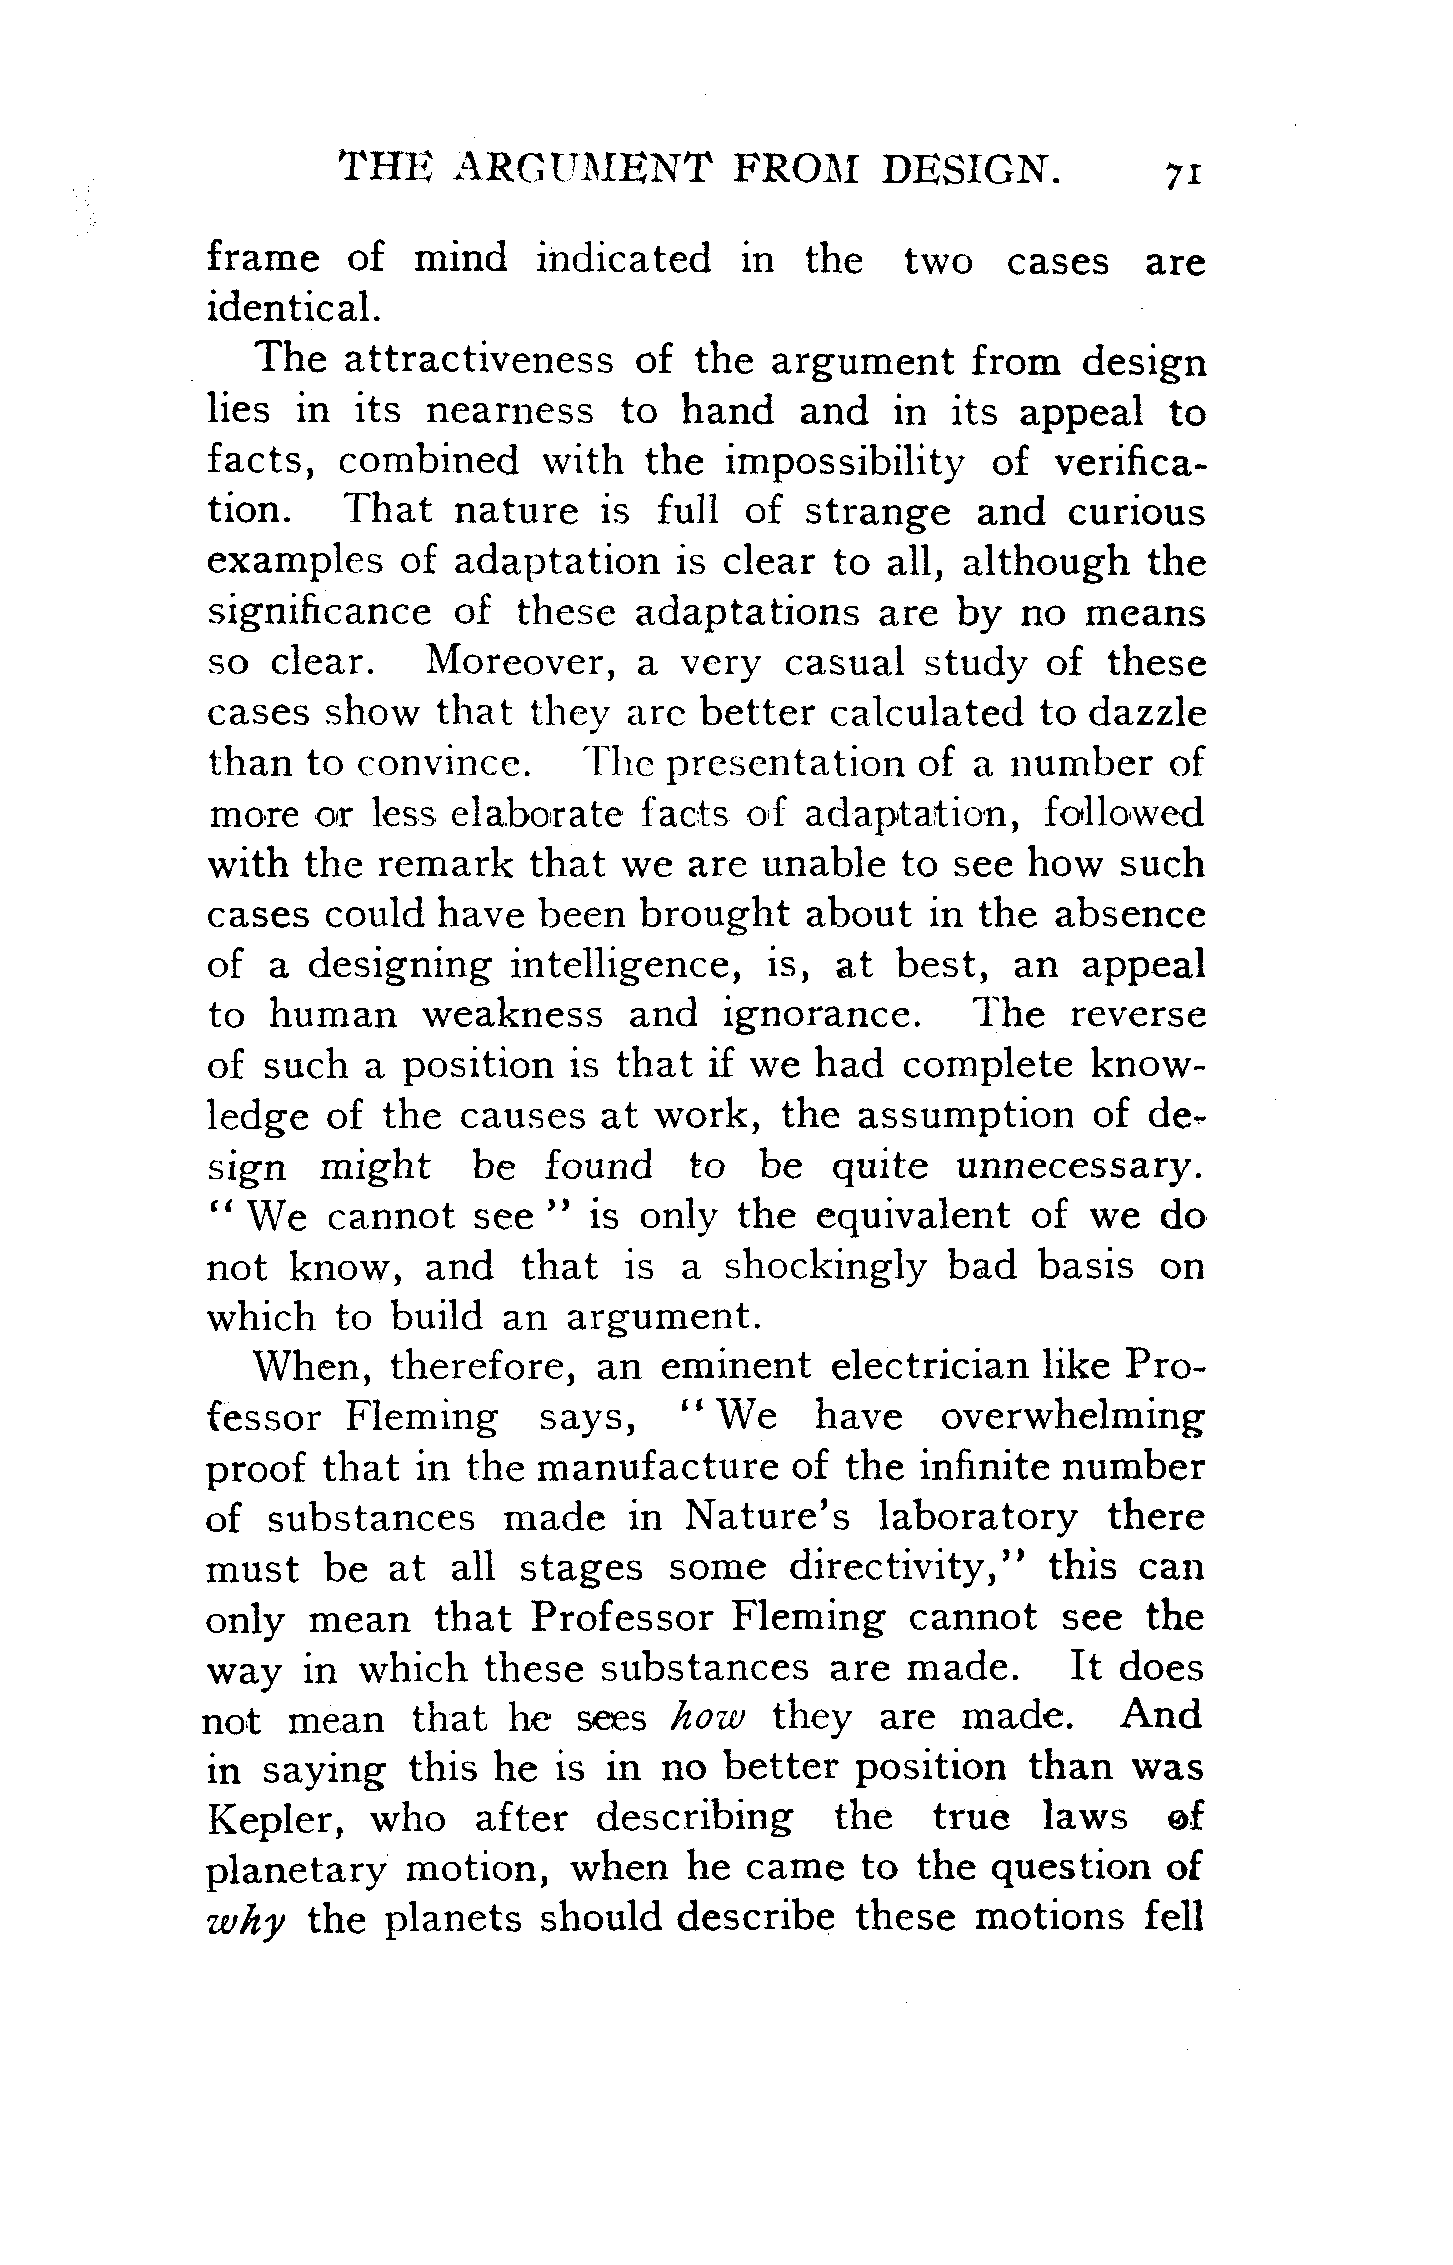 THE ARGUMENT FROM DESIGN. 71
frame of mind indicated in the two cases are
identical.
The attractiveness of the argument from design
lies in its nearness to hand and in its appeal to
facts, combined with the impossibility of verifica-
tion. That nature is full of strange and curious
examples of adaptation is clear to all, although the
significance of these adaptations are by no means
so clear. Moreover, a very casual study of these
cases show that they are better calculated to dazzle
than to convince. The presentation of a number of
more or less elaborate facts of adaptation, followed
with the remark that we are unable to see how such
cases could have been brought about in the absence
of a designing intelligence, is, at best, an appeal
to human weakness and ignorance. The reverse
of such a position is that if we had complete know-
ledge of the causes at work, the assumption of de-
sign might be found to be quite unnecessary.
“ We cannot see ” is only the equivalent of we do
not know, and that is a shockingly bad basis on
which to build an argument.
When, therefore, an eminent electrician like Pro-
fessor Fleming says, “ We have overwhelming
proof that in the manufacture of the infinite number
of substances made in Nature’s laboratory there
must be at all stages some directivity,” this can
only mean that Professor Fleming cannot see the
way in which these substances are made. It does
not mean that he sees how they are made. And
in saying this he is in no better position than was
Kepler, who after describing the true laws of
planetary motion, when he came to the question of
why the planets should describe these motions fell